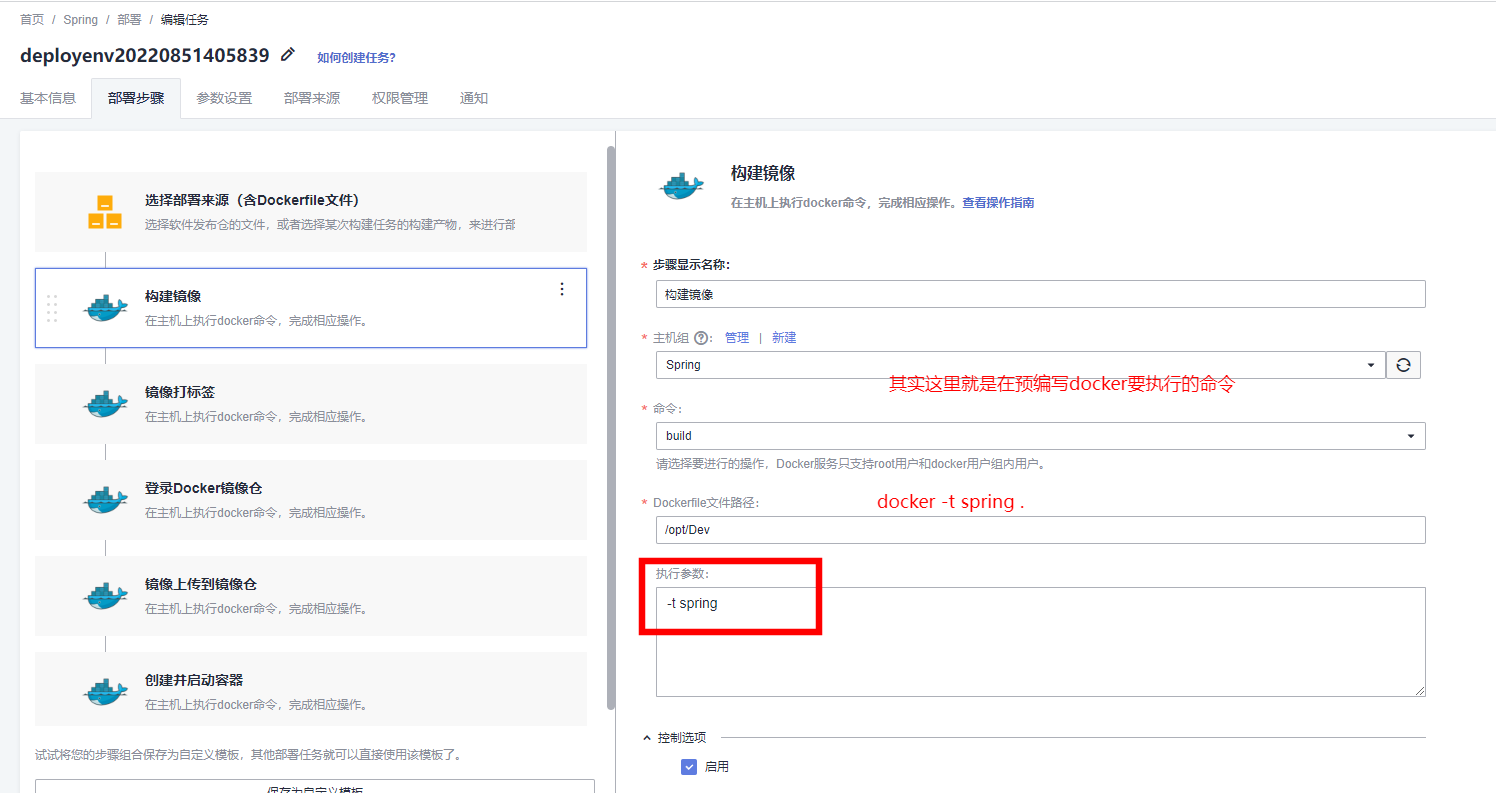 首页 / Spring / 部署 / 编辑任务
deployenv20220851405839 如何创建任务?
基本信息 部署步骤 参数设置 部署来源 权限管理 通知
选择部署来源（含Dockerfile文件）
选择软件发布仓的文件，或者选择某次构建任务的构建产物，来进行部
构建镜像
在主机上执行docker命令，完成相应操作。
镜像打标签
在主机上执行docker命令，完成相应操作。
登录Docker镜像仓
在主机上执行docker命令，完成相应操作。
镜像上传到镜像仓
在主机上执行docker命令，完成相应操作。
创建并启动容器
在主机上执行docker命令，完成相应操作。
试试将您的步骤组合保存为自定义模板，其他部署任务就可以直接使用该模板了。
保存为自定义模板
构建镜像
在主机上执行docker命令，完成相应操作。查看操作指南
* 步骤显示名称:
构建镜像
* 主机组 ? : 管理 | 新建
Spring
其实这里就是在预编写docker要执行的命令
* 命令:
build
请选择要进行的操作，Docker服务只支持root用户和docker用户组内用户。
* Dockerfile文件路径:
docker -t spring .
/opt/Dev
执行参数:
-t spring
控制选项
启用